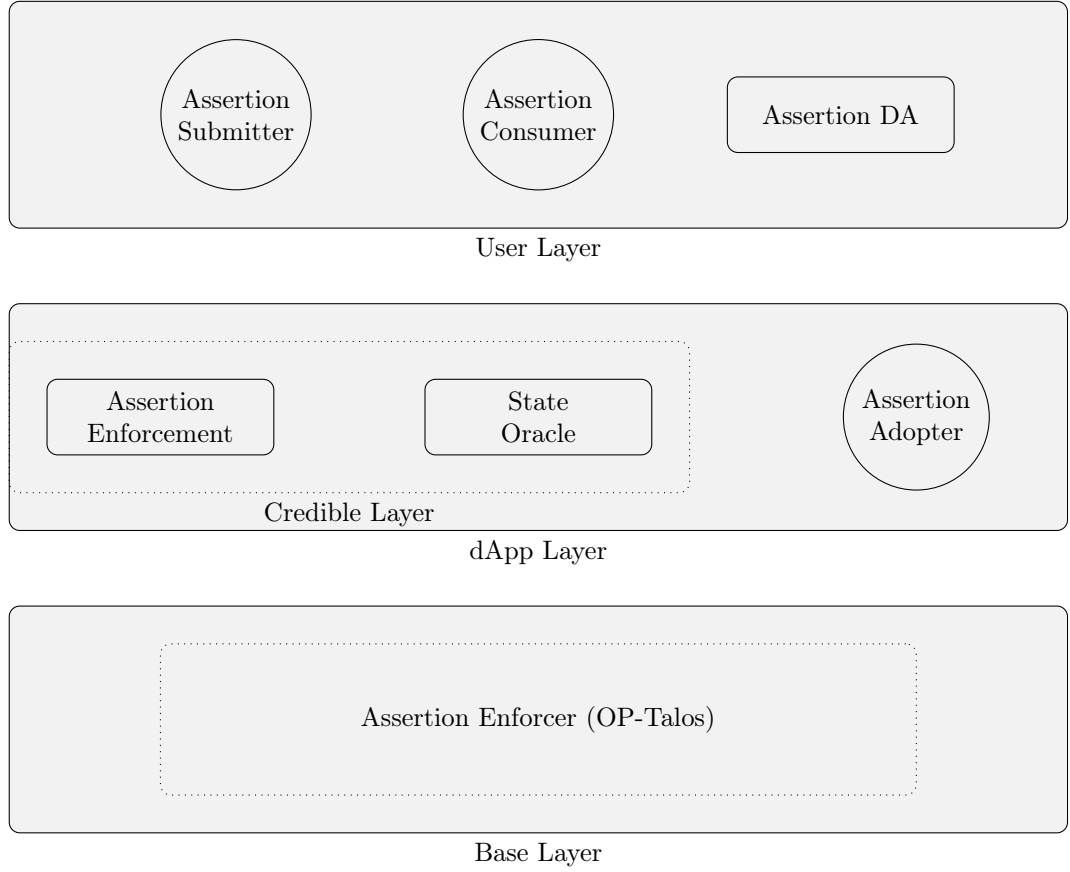 Assertion
Submitter
Assertion
Consumer
Assertion DA
User Layer
Assertion
Enforcement
State
Oracle
Assertion
Adopter
Credible Layer
dApp Layer
Assertion Enforcer (OP-Talos)
Base Layer